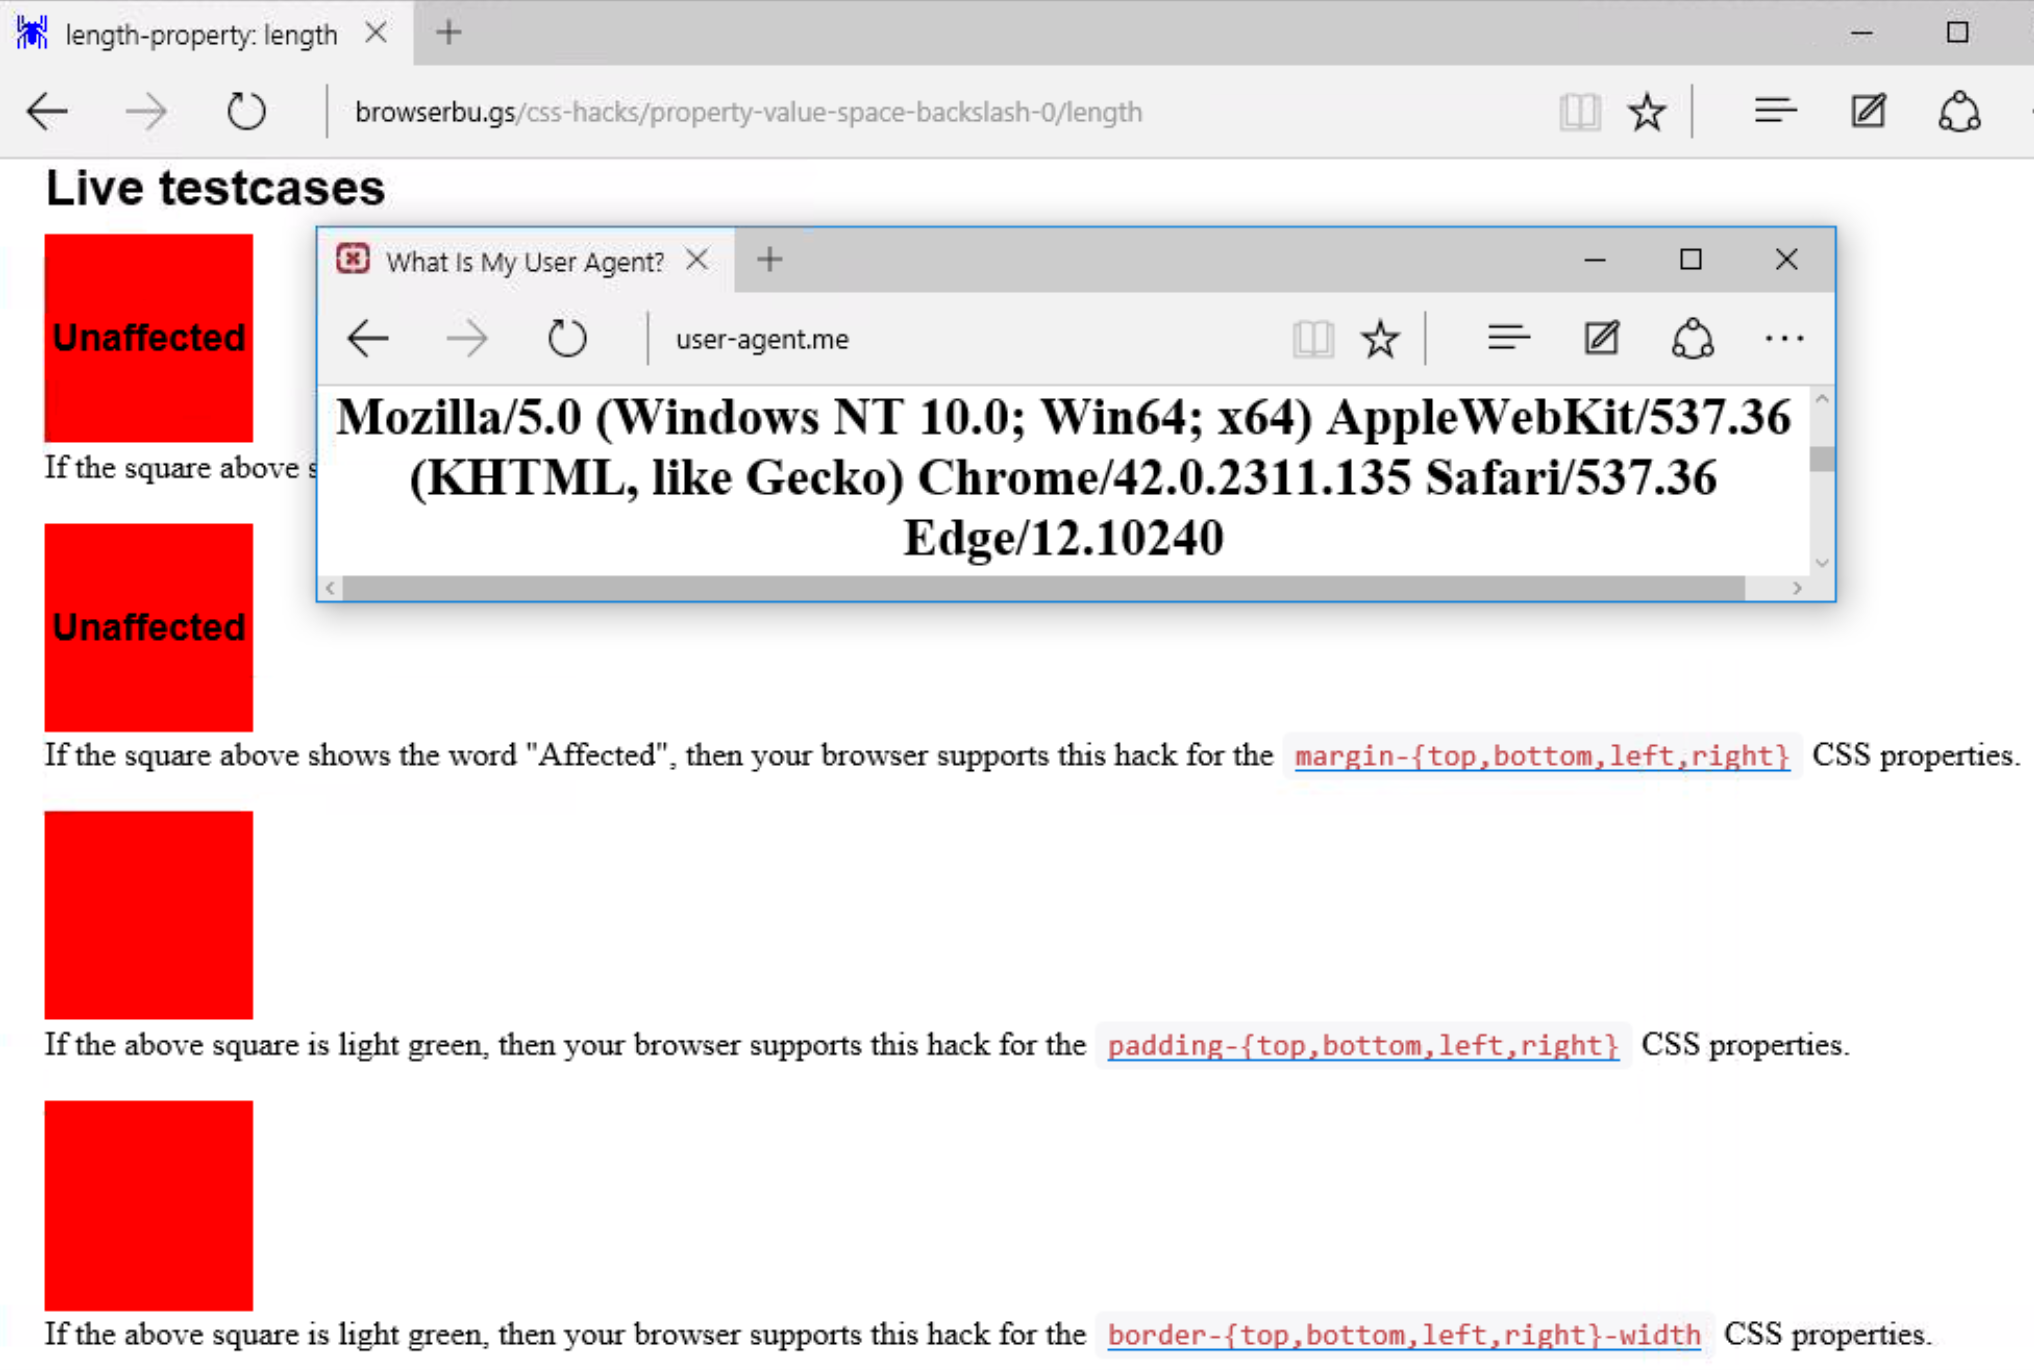 length-property: length
browserbu.gs/css-hacks/property-value-space-backslash-0/length
Live testcases
Unaffected
If the square above
What Is My User Agent?
user-agent.me
Mozilla/5.0 (Windows NT 10.0; Win64; x64) AppleWebKit/537.36
(KHTML, like Gecko) Chrome/42.0.2311.135 Safari/537.36
Edge/12.10240
Unaffected
If the square above shows the word "Affected", then your browser supports this hack for the margin-{top,bottom,left,right} CSS properties.
If the above square is light green, then your browser supports this hack for the padding-{top,bottom,left,right} CSS properties.
If the above square is light green, then your browser supports this hack for the border-{top,bottom,left,right}-width CSS properties.